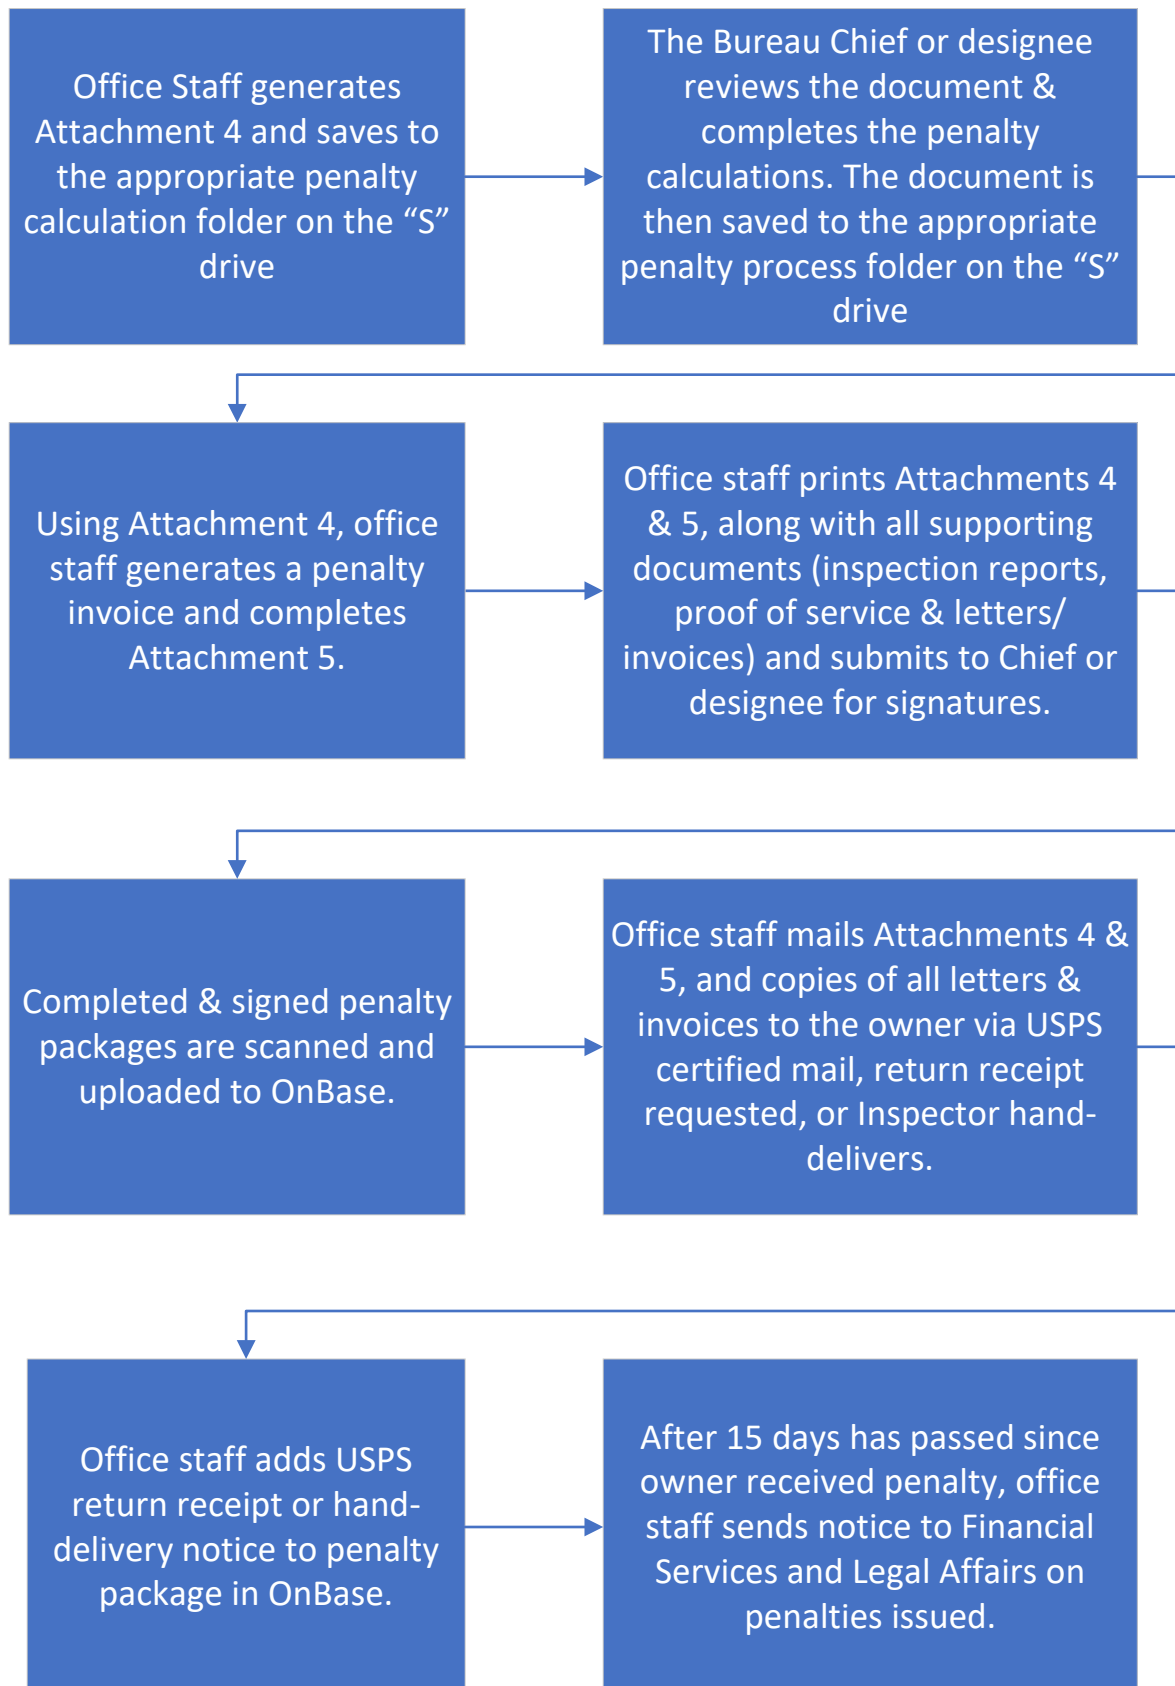 Office Staff generates
Attachment 4 and saves to
the appropriate penalty
calculation folder on the “S”
drive
The Bureau Chief or designee
reviews the document &
completes the penalty
calculations. The document is
then saved to the appropriate
penalty process folder on the “S”
drive
Using Attachment 4, office
staff generates a penalty
invoice and completes
Attachment 5.
Office staff prints Attachments 4
& 5, along with all supporting
documents (inspection reports,
proof of service & letters/
invoices) and submits to Chief or
designee for signatures.
Completed & signed penalty
packages are scanned and
uploaded to OnBase.
Office staff mails Attachments 4 &
5, and copies of all letters &
invoices to the owner via USPS
certified mail, return receipt
requested, or Inspector hand-
delivers.
Office staff adds USPS
return receipt or hand-
delivery notice to penalty
package in OnBase.
After 15 days has passed since
owner received penalty, office
staff sends notice to Financial
Services and Legal Affairs on
penalties issued.